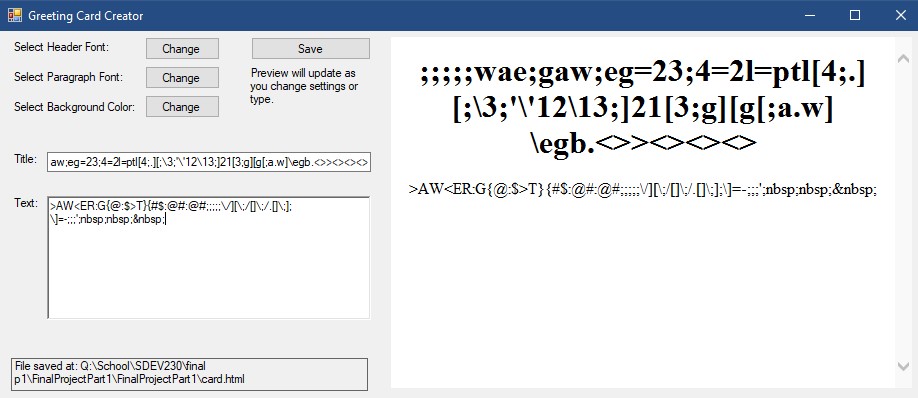 Greeting Card Creator
Select Header Font:
Change
Save
Select Paragraph Font:
Change
Preview will update as
you change settings or
type.
Select Background Color:
Change
Title:
aw;eg=23;4=2l=ptl[4;.][;\3;'\'12\13;]21[3;g][g[;a.w]\egb.<>><><><>
Text:
>AW<ER:G{@:$>T}{#$:@#:@#;;;;;\/][\;/[]\;/.[]\;];
\]=-;;;';nbsp;nbsp;&nbsp;
File saved at: Q:\School\SDEV230\final
p1\FinalProjectPart1\FinalProjectPart1\card.html
;;;;;wae;gaw;eg=23;4=2l=ptl[4;.]
[;\3;'\'12\13;]21[3;g][g[;a.w]
\egb.<>><><><>
>AW<ER:G{@:$>T}{#$:@#:@#;;;;;\/][\;/[]\;/.[]\;];\]=-;;;';nbsp;nbsp;&nbsp;